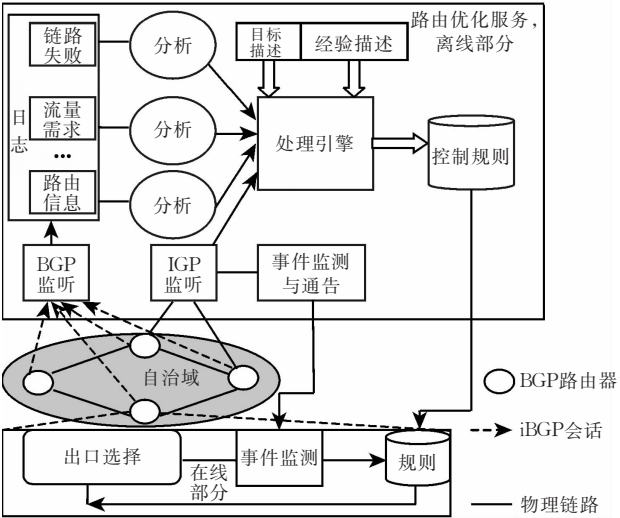 链路
失败
分析
目标
描述
经验描述
路由优化服务,
离线部分
日
志
流量
需求
...
分析
处理引擎
控制规则
路由
信息
分析
BGP
监听
IGP
监听
事件监测
与通告
自治域
BGP路由器
iBGP会话
出口选择
在线
部分
事件监测
规则
物理链路